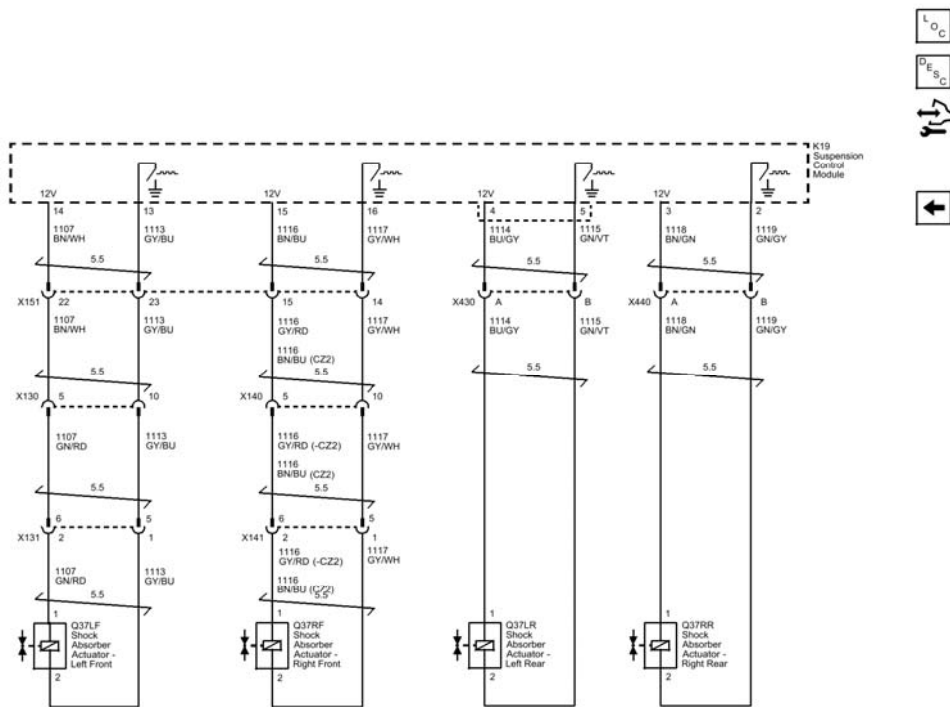 L O C
D E S C
K19
Suspension
Control
Module
12V 12V 12V 12V
14 13 15 16 4 5 3 2
1107 BN/WH
1113 GY/BU
1116 BN/BU
1117 GY/WH
1114 BU/GY
1115 GN/VT
1118 BN/GN
1119 GN/GY
5.5 5.5 5.5 5.5
X151 22 23 15 14 X430 A B X440 A B
1107 BN/WH
1113 GY/BU
1116 GY/RD
1117 GY/WH
1114 BU/GY
1115 GN/VT
1118 BN/GN
1119 GN/GY
1116
BN/BU (CZ2)
5.5 5.5 5.5 5.5
X130 5 10 X140 5 10
1107 GN/RD
1113 GY/BU
1116
GY/RD (-CZ2)
1117 GY/WH
1116
BN/BU (CZ2)
5.5 5.5
6 5 6 5
X131 2 1 X141 2 1
1107 GN/RD
1113 GY/BU
1116
GY/RD (-CZ2)
1117 GY/WH
1116
BN/BU (CZ2)
5.5 5.5
1 1 1 1
Q37LF
Shock
Absorber
Actuator -
Left Front
2
Q37RF
Shock
Absorber
Actuator -
Right Front
2
Q37LR
Shock
Absorber
Actuator -
Left Rear
2
Q37RR
Shock
Absorber
Actuator -
Right Rear
2